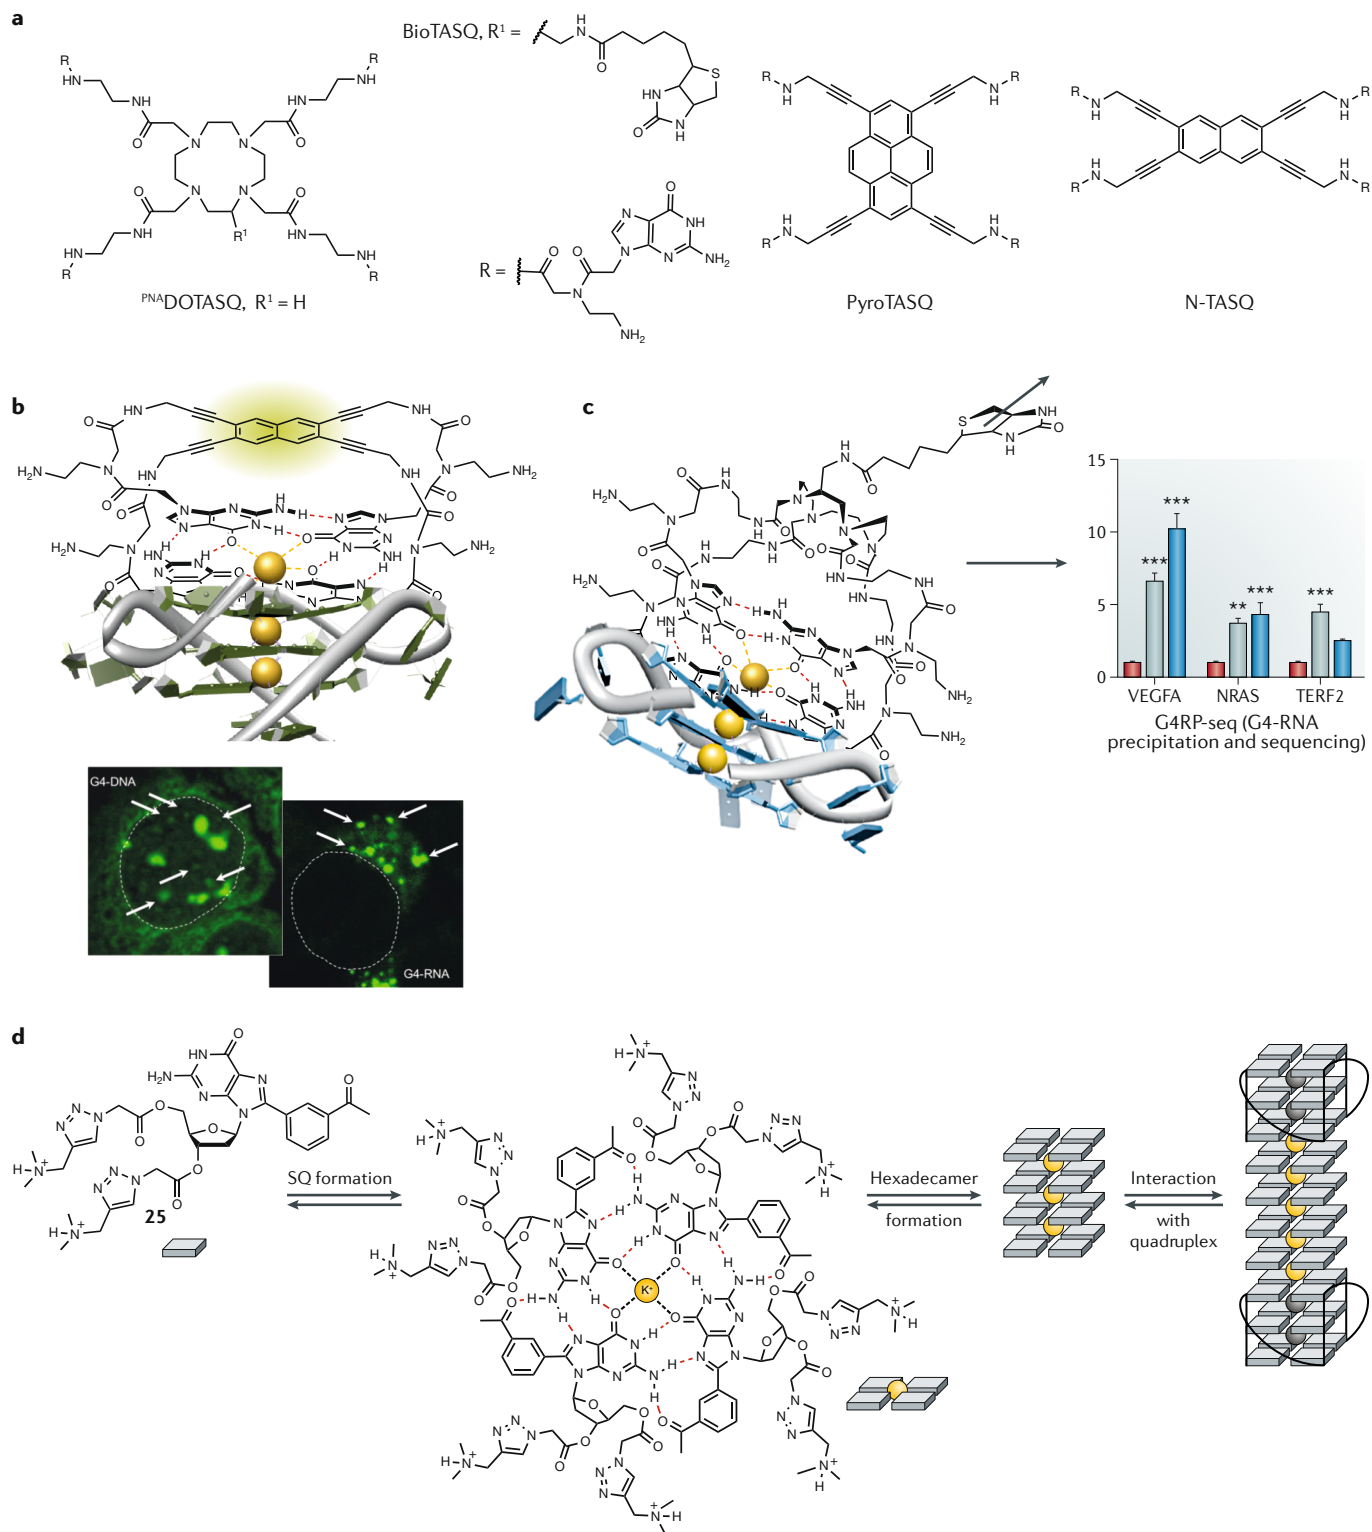 a
BioTASQ, R¹ =
PNADOTASQ, R¹ = H
R =
PyroTASQ
N-TASQ
b
G4-DNA
G4-RNA
c
15
10
5
0
***
***
**
***
***
VEGFA
NRAS
TERF2
G4RP-seq (G4-RNA
precipitation and sequencing)
d
25
SQ formation
K⁺
Hexadecamer
formation
Interaction
with
quadruplex